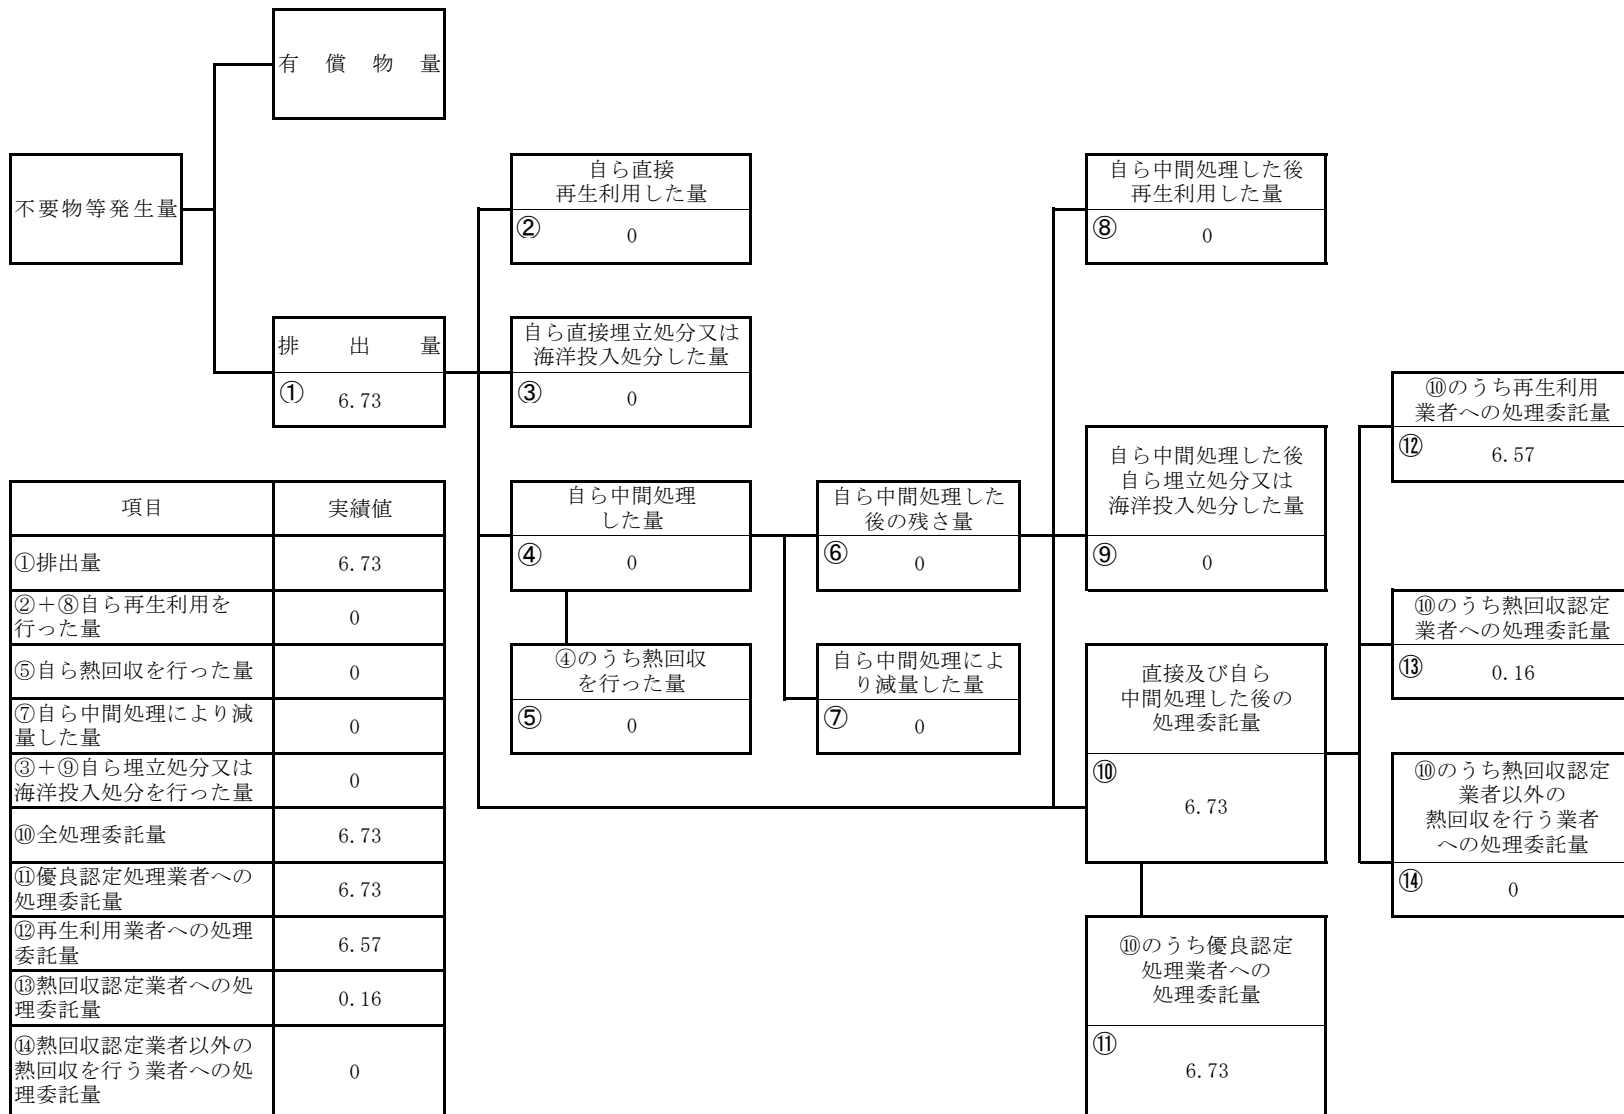 有償物量
不要物等発生量
排出量
① 6.73
自ら直接
再生利用した量
② 0
自ら直接埋立処分又は
海洋投入処分した量
③ 0
自ら中間処理
した量
④ 0
④のうち熱回収
を行った量
⑤ 0
自ら中間処理した
後の残さ量
⑥ 0
自ら中間処理によ
り減量した量
⑦ 0
自ら中間処理した後
再生利用した量
⑧ 0
自ら中間処理した後
自ら埋立処分又は
海洋投入処分した量
⑨ 0
直接及び自ら
中間処理した後の
処理委託量
⑩
6.73
⑩のうち優良認定
処理業者への
処理委託量
⑪
6.73
⑩のうち再生利用
業者への処理委託量
⑫ 6.57
⑩のうち熱回収認定
業者への処理委託量
⑬ 0.16
⑩のうち熱回収認定
業者以外の
熱回収を行う業者
への処理委託量
⑭ 0
項目 実績値
①排出量 6.73
②＋⑧自ら再生利用を
行った量 0
⑤自ら熱回収を行った量 0
⑦自ら中間処理により減
量した量 0
③＋⑨自ら埋立処分又は
海洋投入処分を行った量 0
⑩全処理委託量 6.73
⑪優良認定処理業者への
処理委託量 6.73
⑫再生利用業者への処理
委託量 6.57
⑬熱回収認定業者への処
理委託量 0.16
⑭熱回収認定業者以外の
熱回収を行う業者への処
理委託量 0